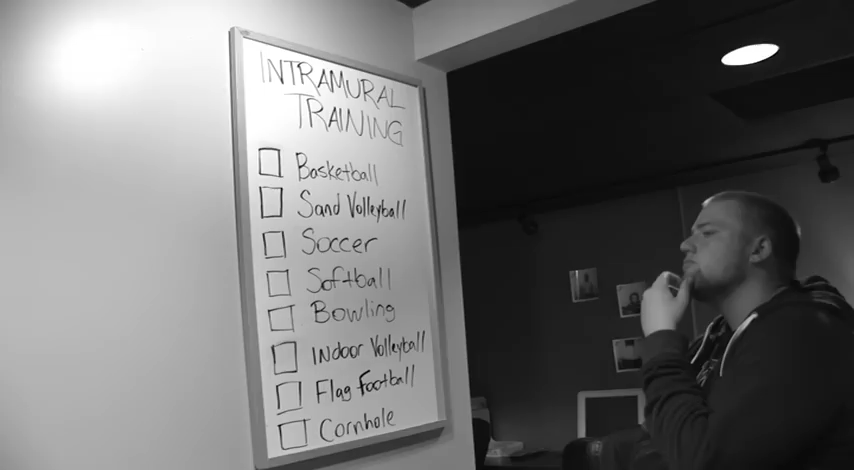 INTRAMURAL
TRAINING
Basketball
Sand Volleyball
Soccer
Softball
Bowling
Indoor Volleyball
Flag Football
Cornhole